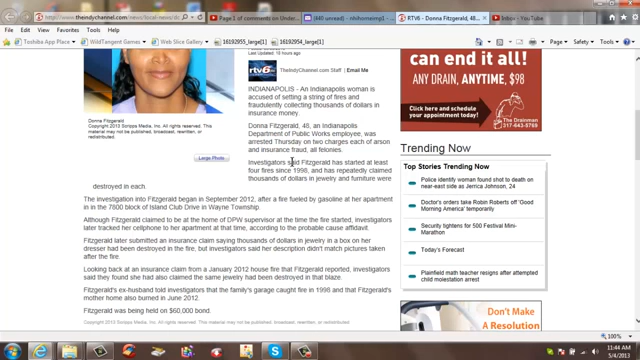 http://www.theindychannel.com/news/local-news/
Page 1 of comments on Under
(640 unread)
RTV6 - Donna Fitzgerald, 48,
Inbox
YouTube
File Edit View Favorites Tools Help
Toshiba App Place
WildTangent Games
Web Slice Gallery
16192955_large[1]
16192954_large[1]
Last Updated: 10 hours ago
rtv6
TheIndyChannel.com Staff | Email Me
INDIANAPOLIS - An Indianapolis woman is
accused of setting a string of fires and
fraudulently collecting thousands of dollars in
insurance money.
Donna Fitzgerald, 48, an Indianapolis
Department of Public Works employee, was
arrested Thursday on two charges each of arson
and insurance fraud, all felonies.
Investigators said Fitzgerald has started at least
four fires since 1998, and has repeatedly claimed
thousands of dollars in jewelry and furniture were
destroyed in each.
Donna Fitzgerald
Copyright 2013 Scripps Media, Inc. All rights reserved.
This material may not be published, broadcast, rewritten, or
redistributed.
Large Photo
The investigation into Fitzgerald began in September 2012, after a fire fueled by gasoline at her apartment
in the 7800 block of Island Club Drive in Wayne Township.
Although Fitzgerald claimed to be at the home of DPW supervisor at the time the fire started, investigators
later tracked her cellphone to her apartment at that time, according to the probable cause affidavit.
Fitzgerald later submitted an insurance claim saying thousands of dollars in jewelry in a box on her
dresser had been destroyed in the fire, but investigators said her description didn't match pictures taken
after the fire.
Looking back at an insurance claim from a January 2012 house fire that Fitzgerald reported, investigators
said they found she had also claimed the same jewelry had been destroyed in that blaze.
Fitzgerald's ex-husband told investigators that the family's garage caught fire in 1998 and that Fitzgerald's
mother home also burned in June 2012.
Fitzgerald was being held on $60,000 bond.
Copyright 2013 Scripps Media, Inc. All rights reserved. This material may not be published, broadcast, rewritten, or redistributed.
can end it all!
ANY DRAIN, ANYTIME, $98
Click here and schedule
your appointment today!
The Drainman
317-643-5769
Trending Now
Top Stories Trending Now
Police identify woman found shot to death on
near-east side as Jerrica Johnson, 24
Doctor's orders take Robin Roberts off 'Good
Morning America' temporarily
Security tightens for 500 Festival Mini-
Marathon
Today's Forecast
Plainfield math teacher resigns after attempted
child molestation arrest
Don't Make
A Resolution
100%
11:44 AM
5/4/2013